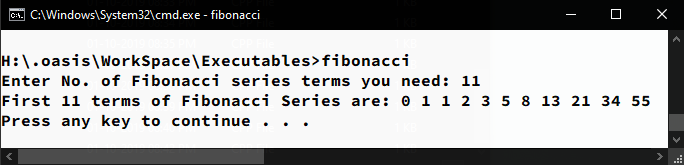 C:\Windows\System32\cmd.exe - fibonacci
H:\.oasis\WorkSpace\Executables>fibonacci
Enter No. of Fibonacci series terms you need: 11
First 11 terms of Fibonacci Series are: 0 1 1 2 3 5 8 13 21 34 55
Press any key to continue . . .